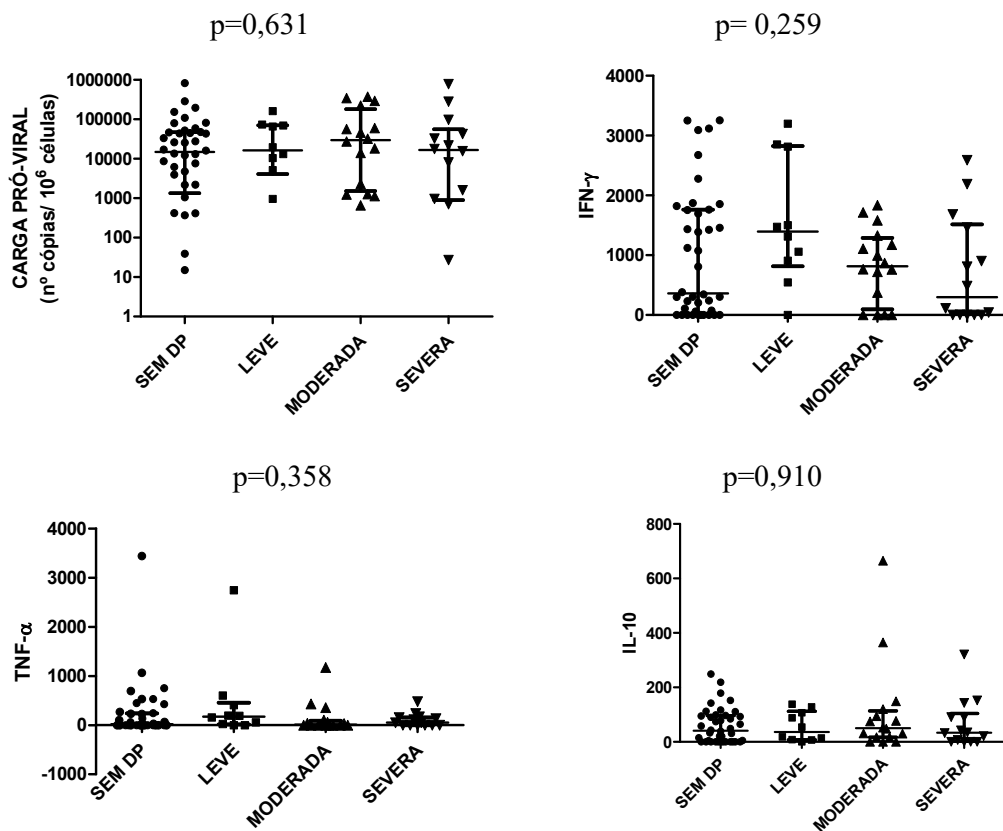 p=0,631
CARGA PRÓ-VIRAL
(nº cópias/ 10⁶ células)
1000000
100000
10000
1000
100
10
1
SEM DP
LEVE
MODERADA
SEVERA
p= 0,259
IFN-γ
4000
3000
2000
1000
0
SEM DP
LEVE
MODERADA
SEVERA
p=0,358
TNF-α
4000
3000
2000
1000
0
-1000
SEM DP
LEVE
MODERADA
SEVERA
p=0,910
IL-10
800
600
400
200
0
SEM DP
LEVE
MODERADA
SEVERA